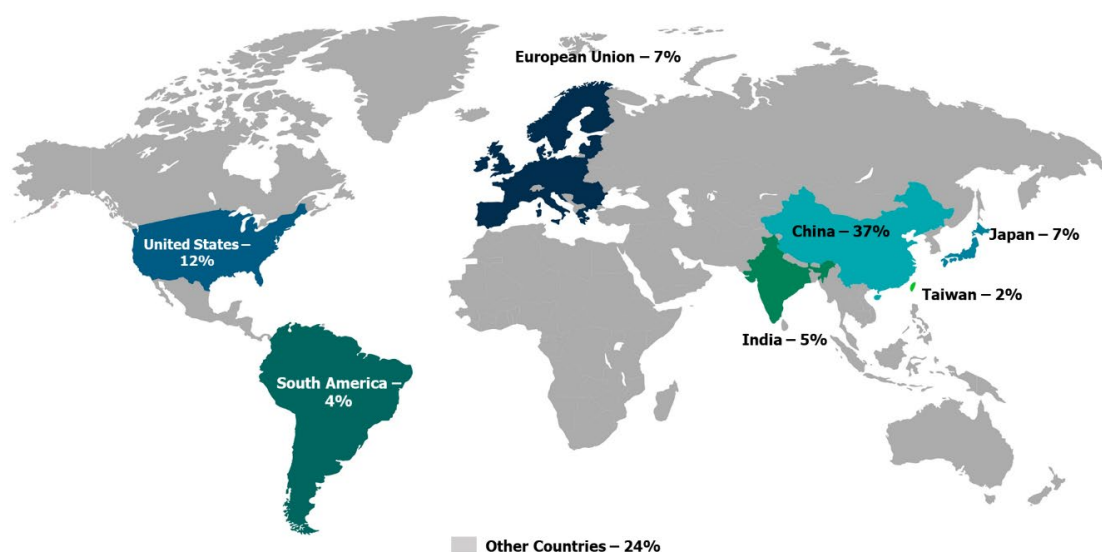 European Union – 7%
United States –
12%
China – 37%
Japan – 7%
Taiwan – 2%
India – 5%
South America –
4%
Other Countries – 24%